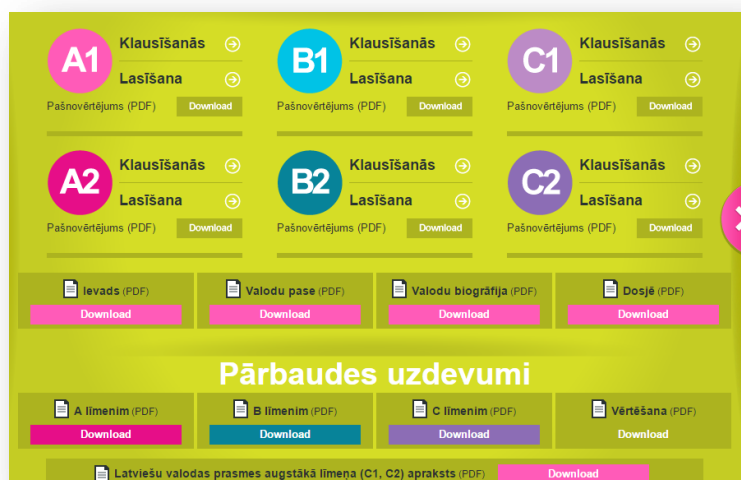 A1 Klausīšanās
Lasīšana
Pašnovērtējums (PDF) Download
B1 Klausīšanās
Lasīšana
Pašnovērtējums (PDF) Download
C1 Klausīšanās
Lasīšana
Pašnovērtējums (PDF) Download
A2 Klausīšanās
Lasīšana
Pašnovērtējums (PDF) Download
B2 Klausīšanās
Lasīšana
Pašnovērtējums (PDF) Download
C2 Klausīšanās
Lasīšana
Pašnovērtējums (PDF) Download
Ievads (PDF)
Download
Valodu pase (PDF)
Download
Valodu biogrāfija (PDF)
Download
Dosjē (PDF)
Download
Pārbaudes uzdevumi
A līmenim (PDF)
Download
B līmenim (PDF)
Download
C līmenim (PDF)
Download
Vērtēšana (PDF)
Download
Latviešu valodas prasmes augstākā līmeņa (C1, C2) apraksts (PDF) Download